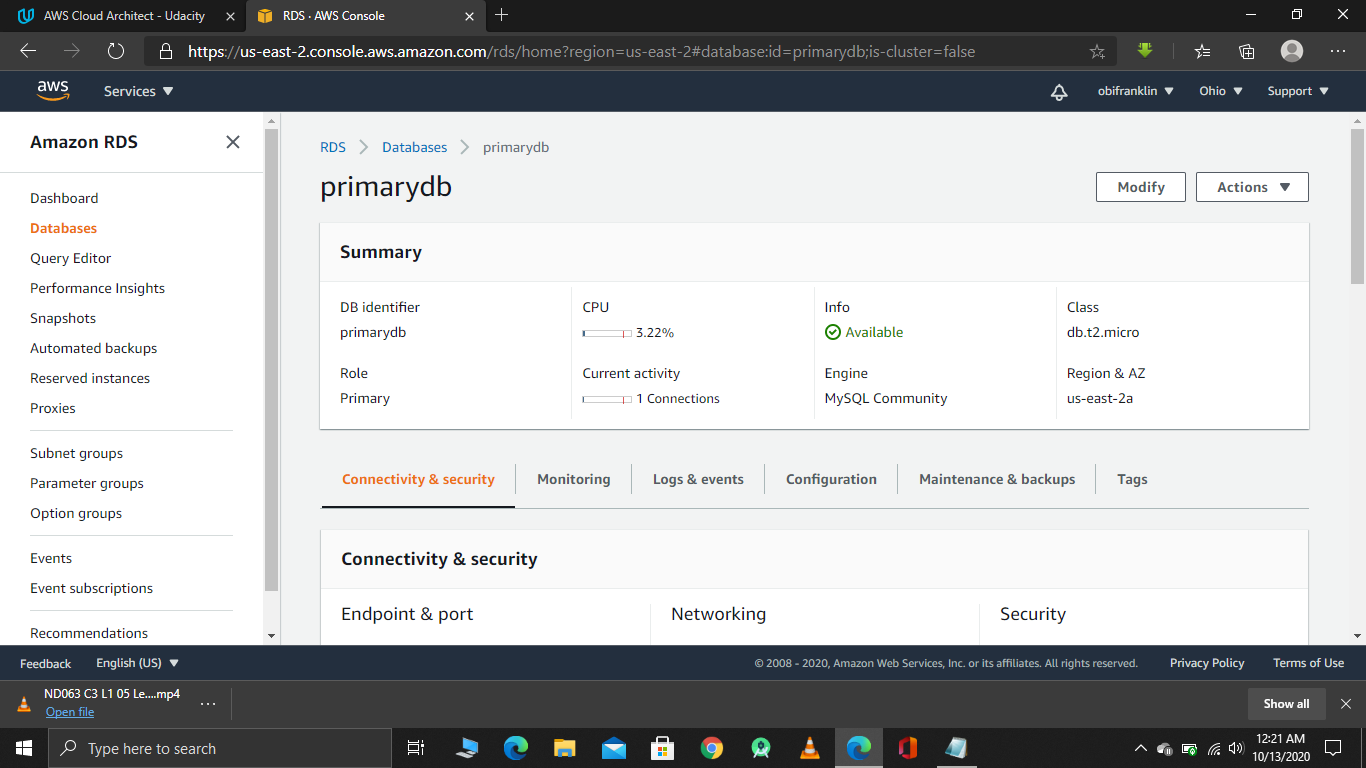 AWS Cloud Architect - Udacity
RDS · AWS Console
https://us-east-2.console.aws.amazon.com/rds/home?region=us-east-2#database:id=primarydb;is-cluster=false
aws
Services
obifranklin
Ohio
Support
Amazon RDS
Dashboard
Databases
Query Editor
Performance Insights
Snapshots
Automated backups
Reserved instances
Proxies
Subnet groups
Parameter groups
Option groups
Events
Event subscriptions
Recommendations
RDS
Databases
primarydb
primarydb
Modify
Actions
Summary
DB identifier
primarydb
CPU
3.22%
Info
Available
Class
db.t2.micro
Role
Primary
Current activity
1 Connections
Engine
MySQL Community
Region & AZ
us-east-2a
Connectivity & security
Monitoring
Logs & events
Configuration
Maintenance & backups
Tags
Connectivity & security
Endpoint & port
Networking
Security
Feedback
English (US)
© 2008 - 2020, Amazon Web Services, Inc. or its affiliates. All rights reserved.
Privacy Policy
Terms of Use
ND063 C3 L1 05 Le....mp4
Open file
Show all
Type here to search
12:21 AM
10/13/2020